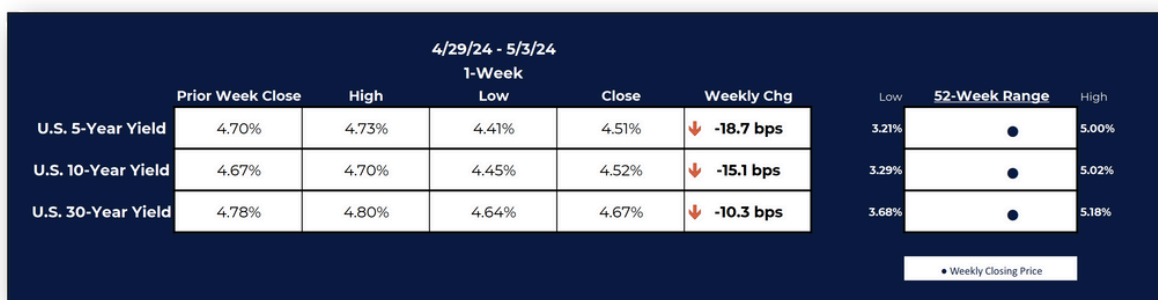 4/29/24 - 5/3/24
1-Week
Prior Week Close High Low Close Weekly Chg Low 52-Week Range High
U.S. 5-Year Yield 4.70% 4.73% 4.41% 4.51% -18.7 bps 3.21% 5.00%
U.S. 10-Year Yield 4.67% 4.70% 4.45% 4.52% -15.1 bps 3.29% 5.02%
U.S. 30-Year Yield 4.78% 4.80% 4.64% 4.67% -10.3 bps 3.68% 5.18%
• Weekly Closing Price